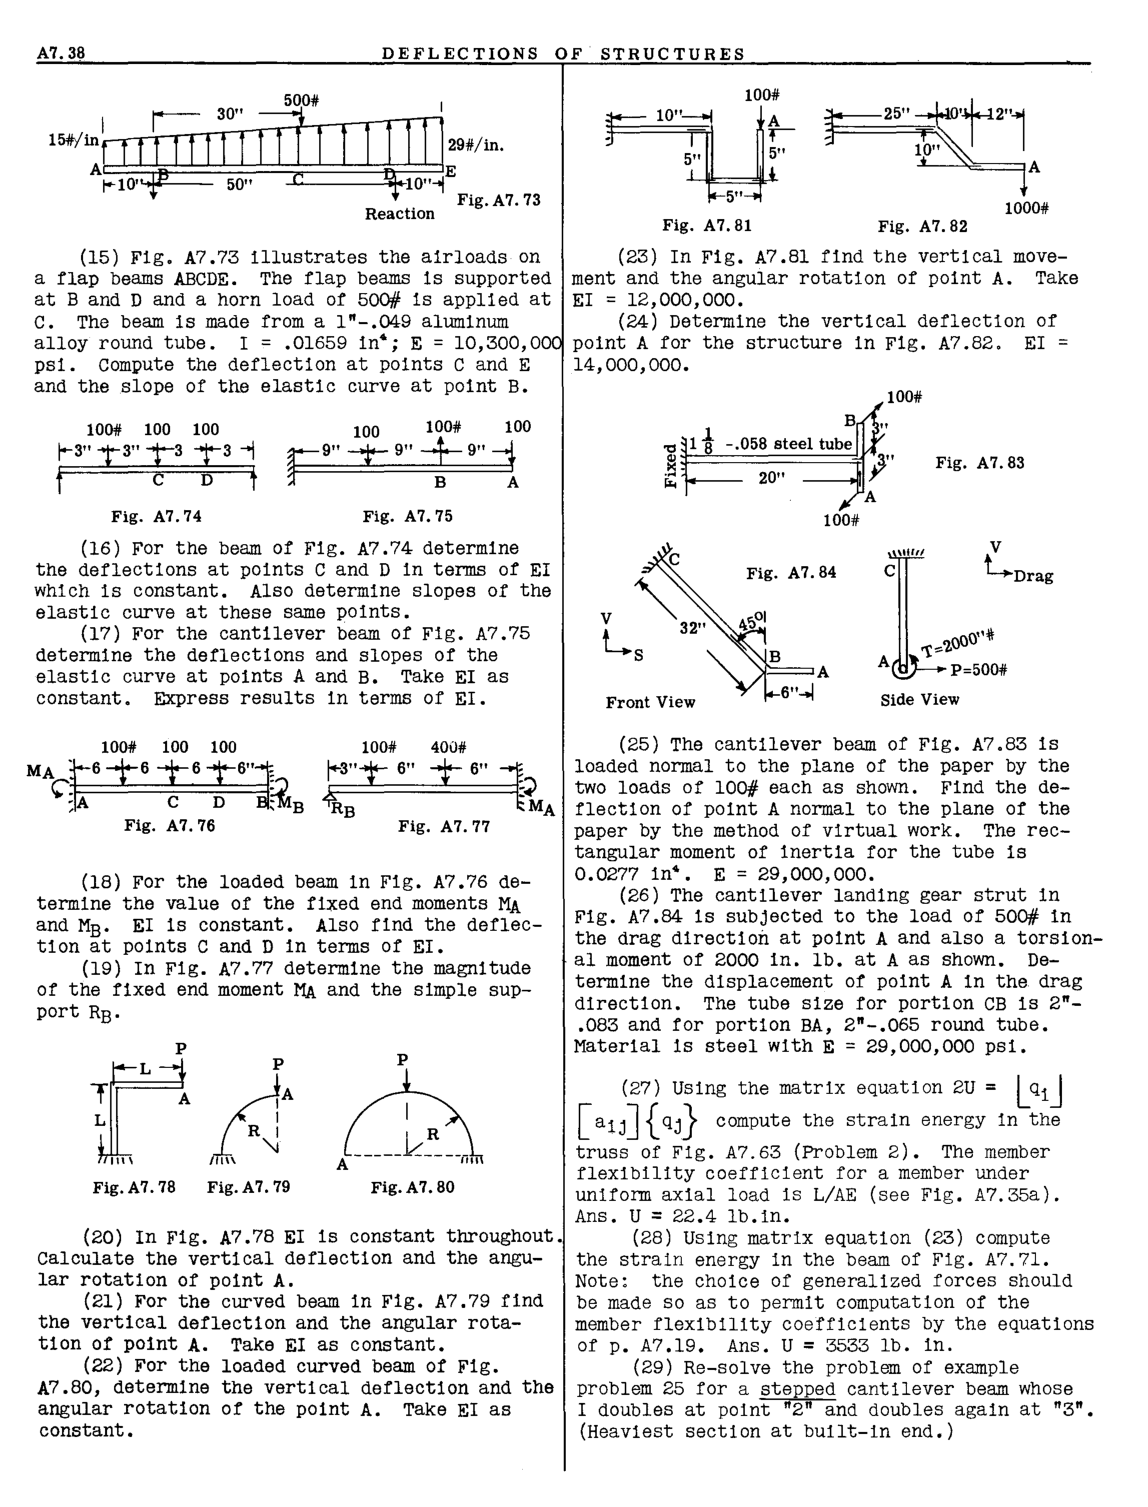 A7.38
DEFLECTIONS OF STRUCTURES
500#
30"
15#/in
29#/in.
A
B
C
D
E
10"
50"
10"
Reaction
Fig. A7.73
(15) Fig. A7.73 illustrates the airloads on
a flap beams ABCDE. The flap beams is supported
at B and D and a horn load of 500# is applied at
C. The beam is made from a 1"-.049 aluminum
alloy round tube. I = .01659 in⁴; E = 10,300,000
psi. Compute the deflection at points C and E
and the slope of the elastic curve at point B.
100# 100 100
3" 3" 3 3
C D
Fig. A7.74
100 100# 100
9" 9" 9"
B A
Fig. A7.75
(16) For the beam of Fig. A7.74 determine
the deflections at points C and D in terms of EI
which is constant. Also determine slopes of the
elastic curve at these same points.
(17) For the cantilever beam of Fig. A7.75
determine the deflections and slopes of the
elastic curve at points A and B. Take EI as
constant. Express results in terms of EI.
100# 100 100
MA 6 6 6 6"
A C D B MB
Fig. A7.76
100# 400#
3" 6" 6"
RB MA
Fig. A7.77
(18) For the loaded beam in Fig. A7.76 de-
termine the value of the fixed end moments MA
and MB. EI is constant. Also find the deflec-
tion at points C and D in terms of EI.
(19) In Fig. A7.77 determine the magnitude
of the fixed end moment MA and the simple sup-
port RB.
P
L
A
L
Fig. A7.78
P
A
R
Fig. A7.79
P
R
A
Fig. A7.80
(20) In Fig. A7.78 EI is constant throughout.
Calculate the vertical deflection and the angu-
lar rotation of point A.
(21) For the curved beam in Fig. A7.79 find
the vertical deflection and the angular rota-
tion of point A. Take EI as constant.
(22) For the loaded curved beam of Fig.
A7.80, determine the vertical deflection and the
angular rotation of the point A. Take EI as
constant.
100#
10"
A
5"
5"
5"
Fig. A7.81
25" 10" 12"
10"
A
1000#
Fig. A7.82
(23) In Fig. A7.81 find the vertical move-
ment and the angular rotation of point A. Take
EI = 12,000,000.
(24) Determine the vertical deflection of
point A for the structure in Fig. A7.82. EI =
14,000,000.
100#
B
3"
1 1/8 -.058 steel tube
Fixed
3"
20"
A
100#
Fig. A7.83
Fig. A7.84
C
32"
45°
V
S
B
A
6"
Front View
V
Drag
C
T=2000"#
A
P=500#
Side View
(25) The cantilever beam of Fig. A7.83 is
loaded normal to the plane of the paper by the
two loads of 100# each as shown. Find the de-
flection of point A normal to the plane of the
paper by the method of virtual work. The rec-
tangular moment of inertia for the tube is
0.0277 in⁴. E = 29,000,000.
(26) The cantilever landing gear strut in
Fig. A7.84 is subjected to the load of 500# in
the drag direction at point A and also a torsion-
al moment of 2000 in. lb. at A as shown. De-
termine the displacement of point A in the drag
direction. The tube size for portion CB is 2"-
.083 and for portion BA, 2"-.065 round tube.
Material is steel with E = 29,000,000 psi.
(27) Using the matrix equation 2U = ⌊qi⌋
[aij]{qj} compute the strain energy in the
truss of Fig. A7.63 (Problem 2). The member
flexibility coefficient for a member under
uniform axial load is L/AE (see Fig. A7.35a).
Ans. U = 22.4 lb.in.
(28) Using matrix equation (23) compute
the strain energy in the beam of Fig. A7.71.
Note: the choice of generalized forces should
be made so as to permit computation of the
member flexibility coefficients by the equations
of p. A7.19. Ans. U = 3533 lb. in.
(29) Re-solve the problem of example
problem 25 for a stepped cantilever beam whose
I doubles at point "2" and doubles again at "3".
(Heaviest section at built-in end.)